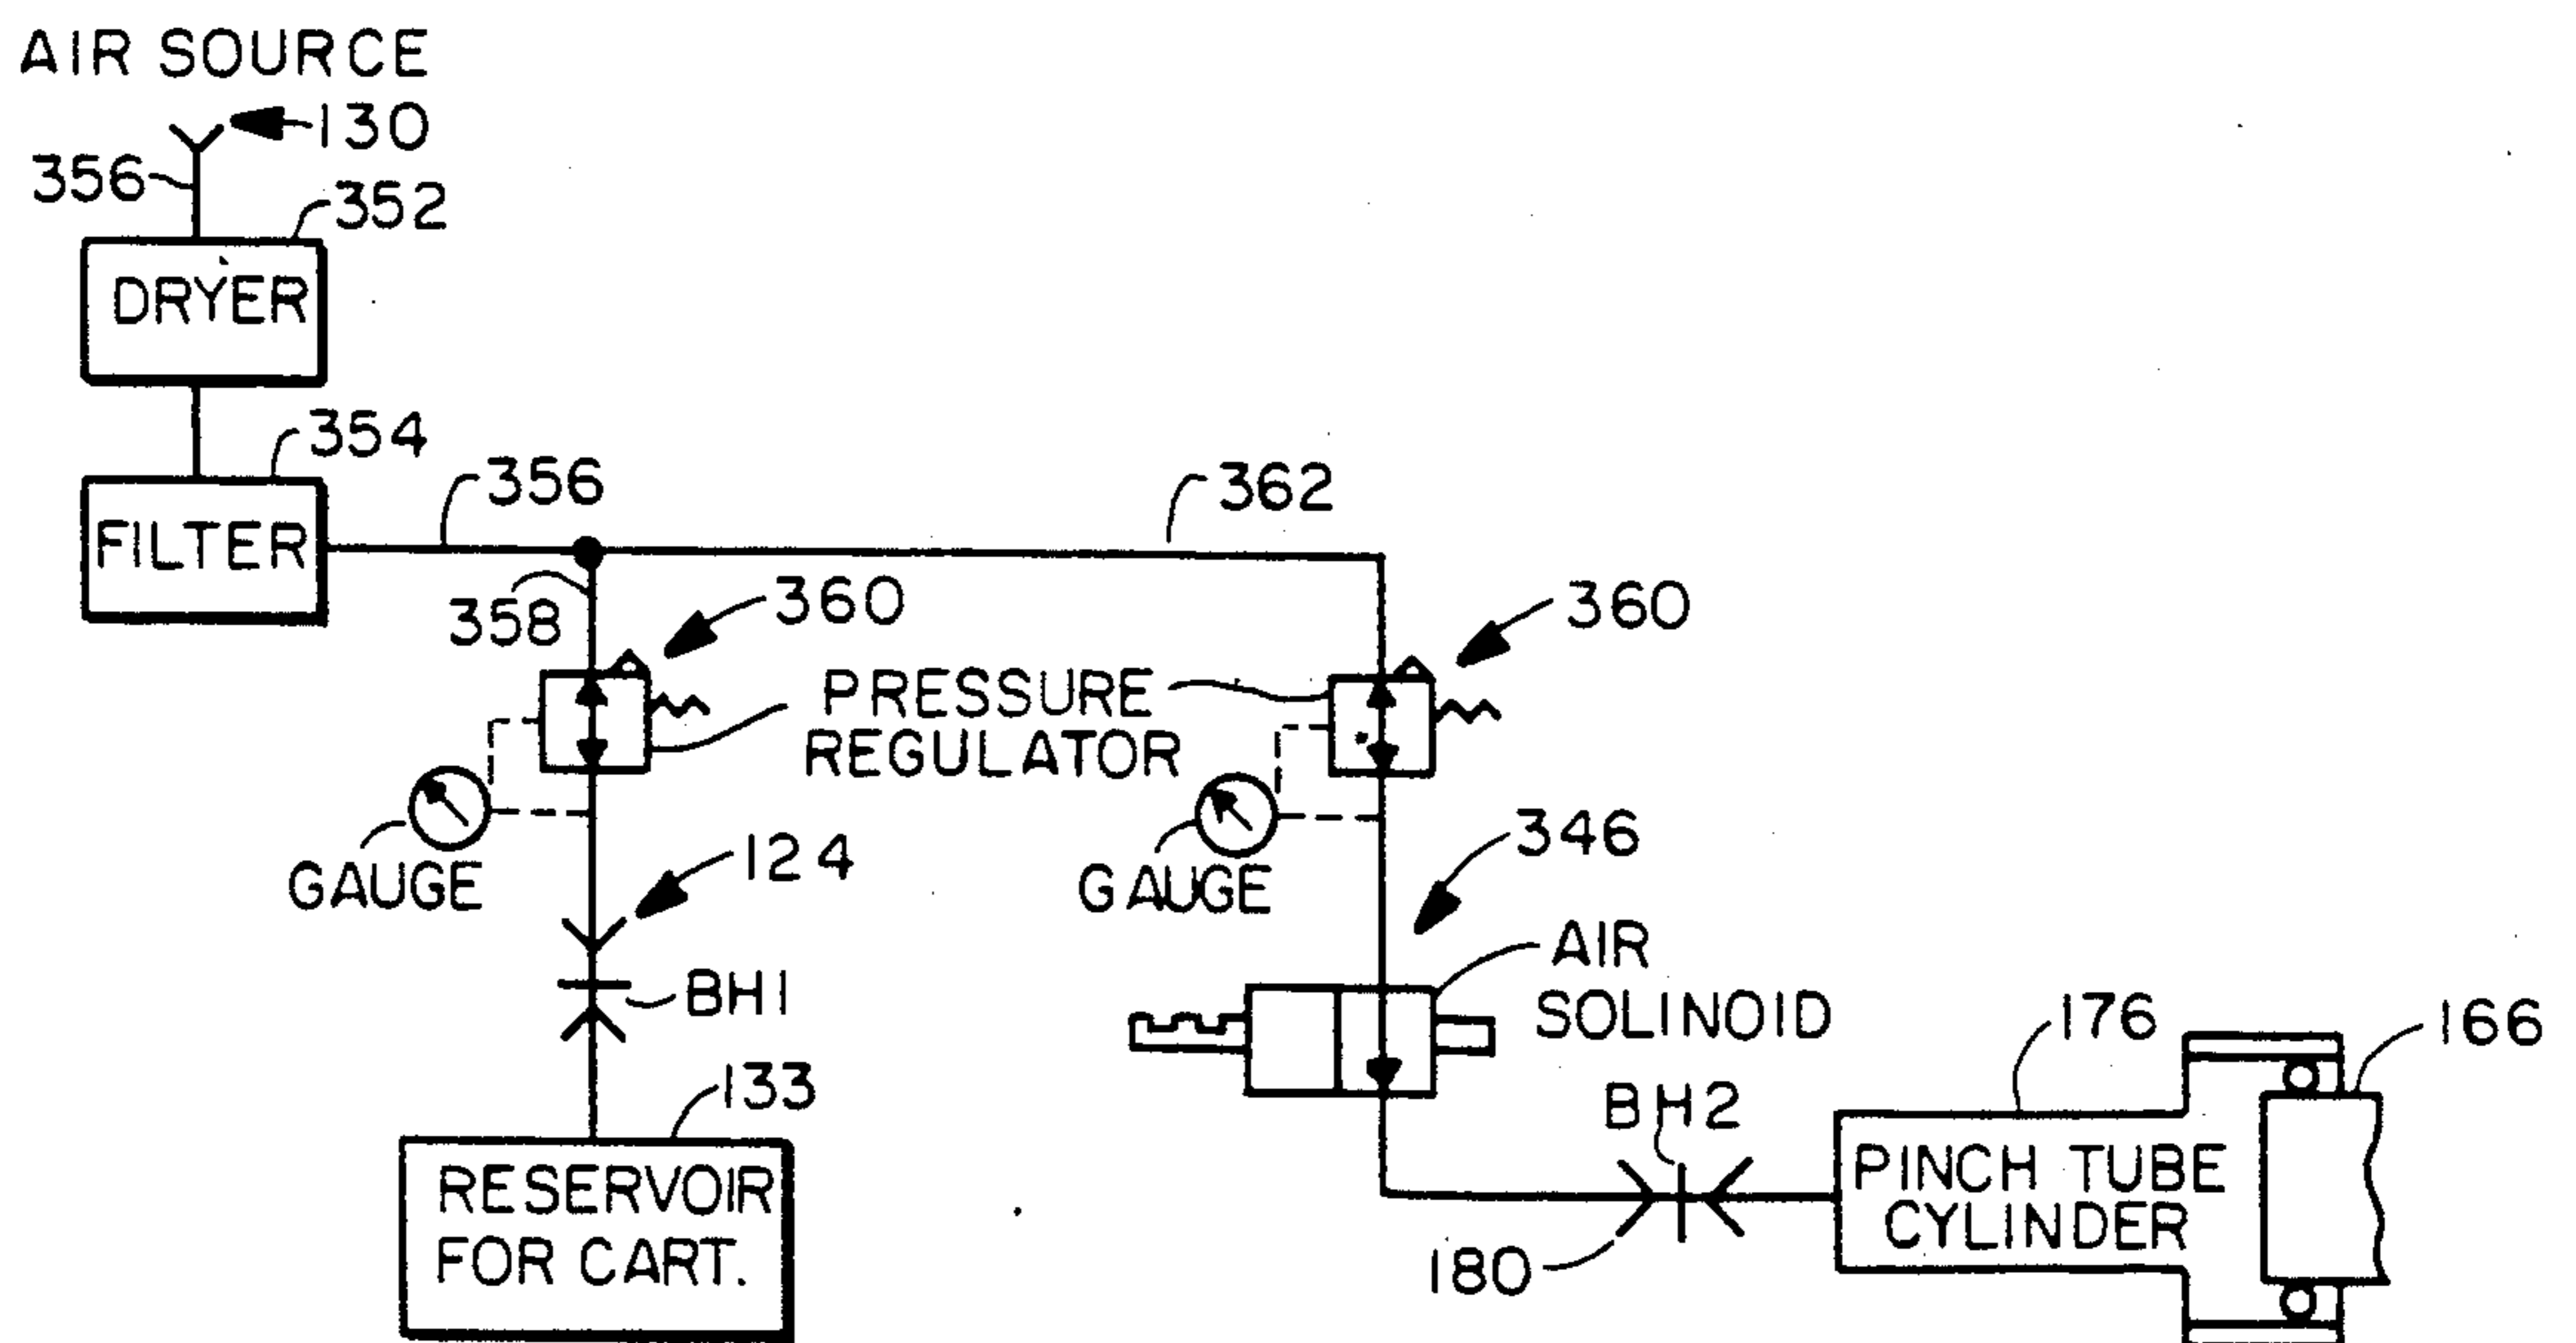 AIR SOURCE
130
356
352
DRYER
354
FILTER
356
362
358
360
360
PRESSURE
REGULATOR
GAUGE
GAUGE
124
346
BH1
AIR
SOLINOID
133
RESERVOIR
FOR CART.
BH2
176
166
PINCH TUBE
CYLINDER
180